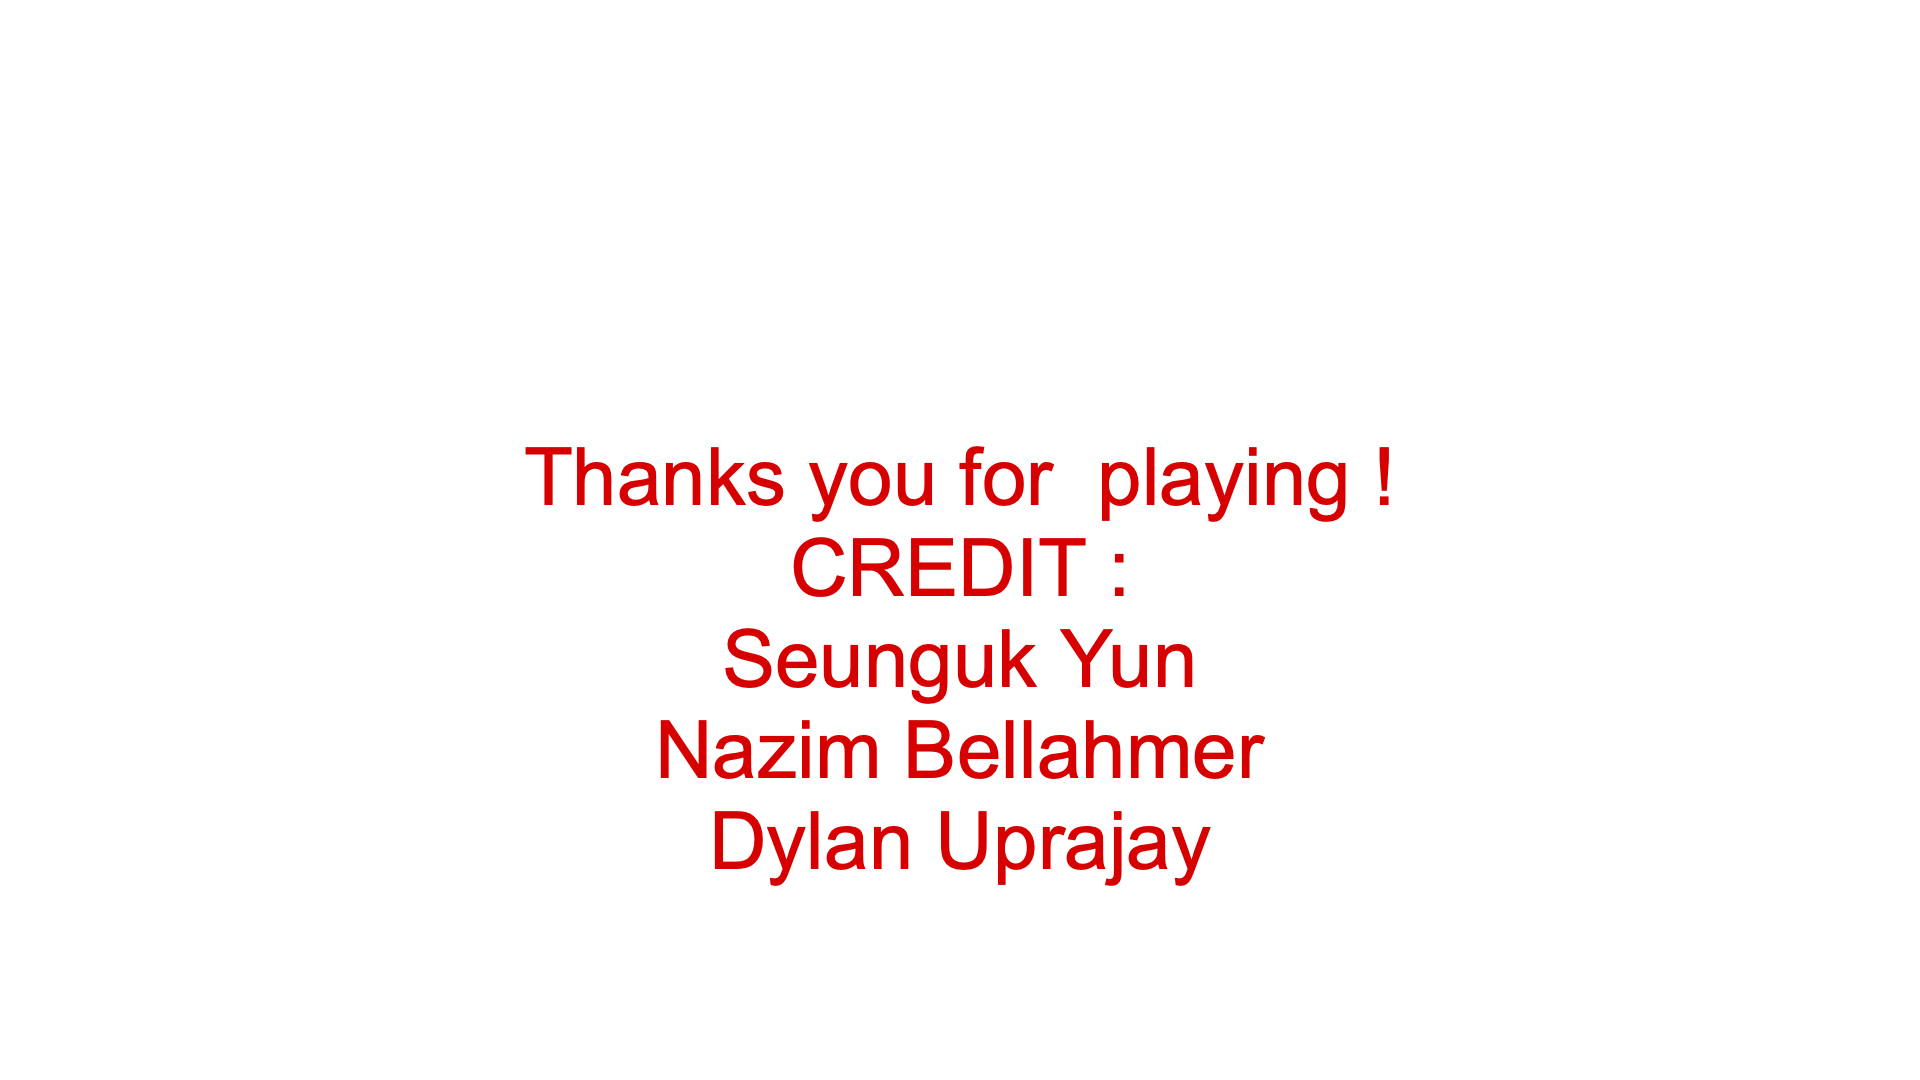 Thanks you for  playing !
CREDIT :
Seunguk Yun
Nazim Bellahmer
Dylan Uprajay